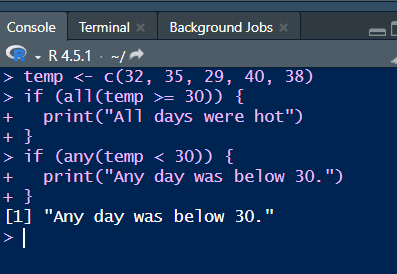 Console Terminal × Background Jobs ×
R R 4.5.1 · ~/
> temp <- c(32, 35, 29, 40, 38)
> if (all(temp >= 30)) {
+   print("All days were hot")
+ }
> if (any(temp < 30)) {
+   print("Any day was below 30.")
+ }
[1] "Any day was below 30."
>